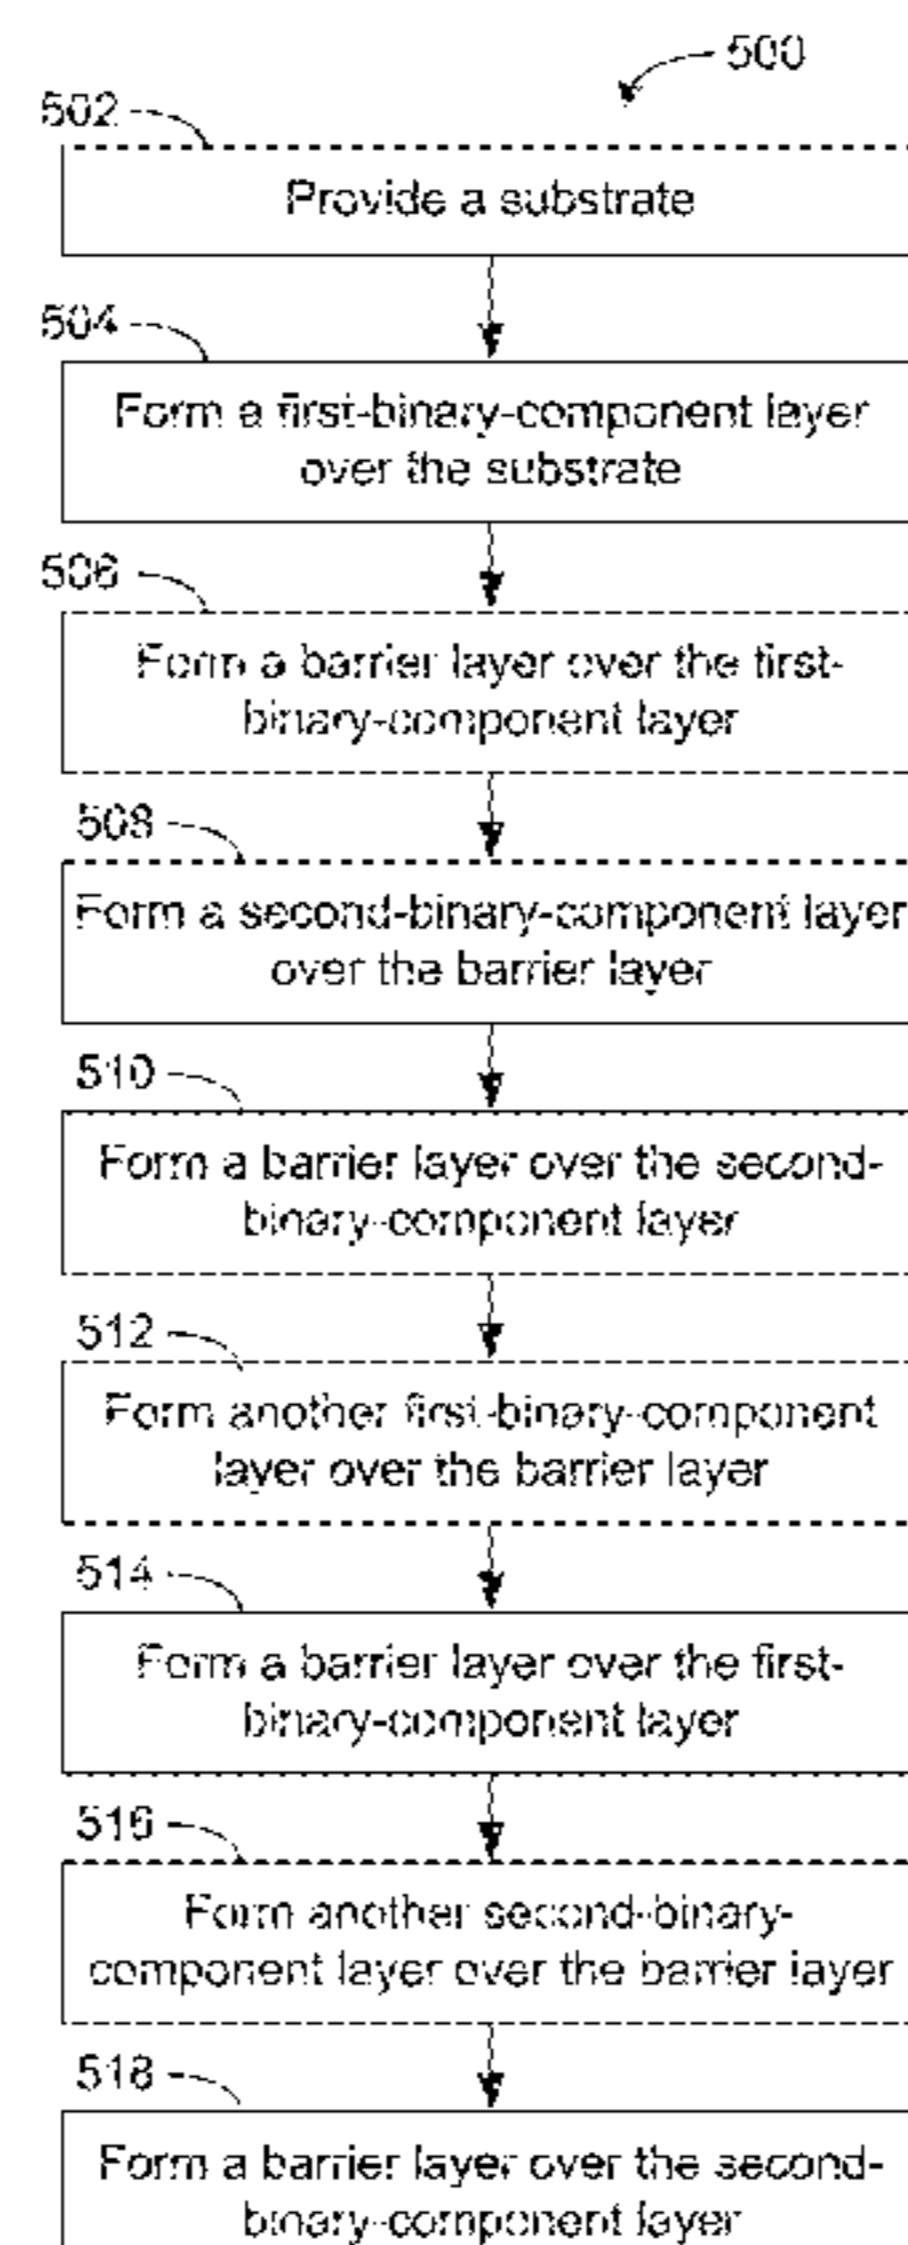 500
502
Provide a substrate
504
Form a first-binary-component layer
over the substrate
506
Form a barrier layer over the first-
binary-component layer
508
Form a second-binary-component layer
over the barrier layer
510
Form a barrier layer over the second-
binary-component layer
512
Form another first-binary-component
layer over the barrier layer
514
Form a barrier layer over the first-
binary-component layer
516
Form another second-binary-
component layer over the barrier layer
518
Form a barrier layer over the second-
binary-component layer